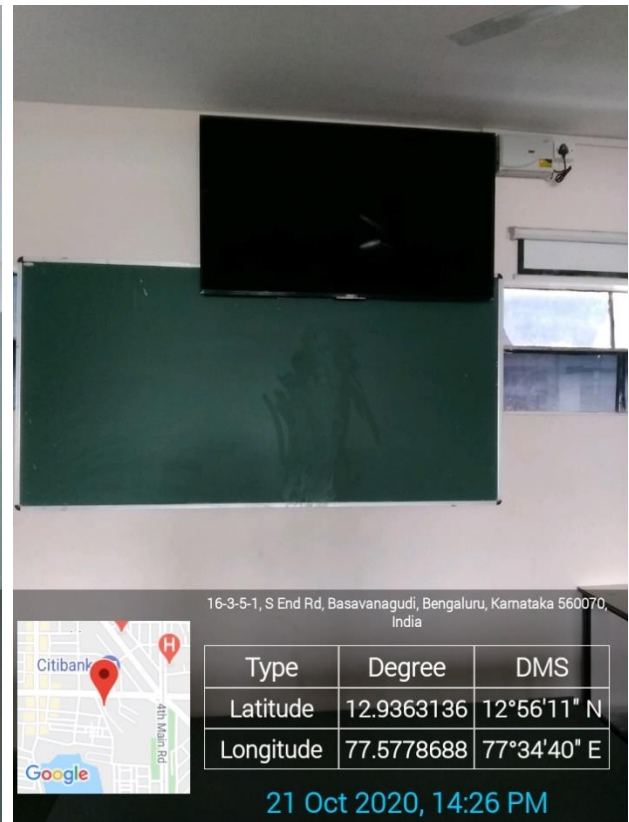 16-3-5-1, S End Rd, Basavanagudi, Bengaluru, Karnataka 560070,
India
Citibank
H
4th Main Rd
Google
Type Degree DMS
Latitude 12.9363136 12°56'11" N
Longitude 77.5778688 77°34'40" E
21 Oct 2020, 14:26 PM